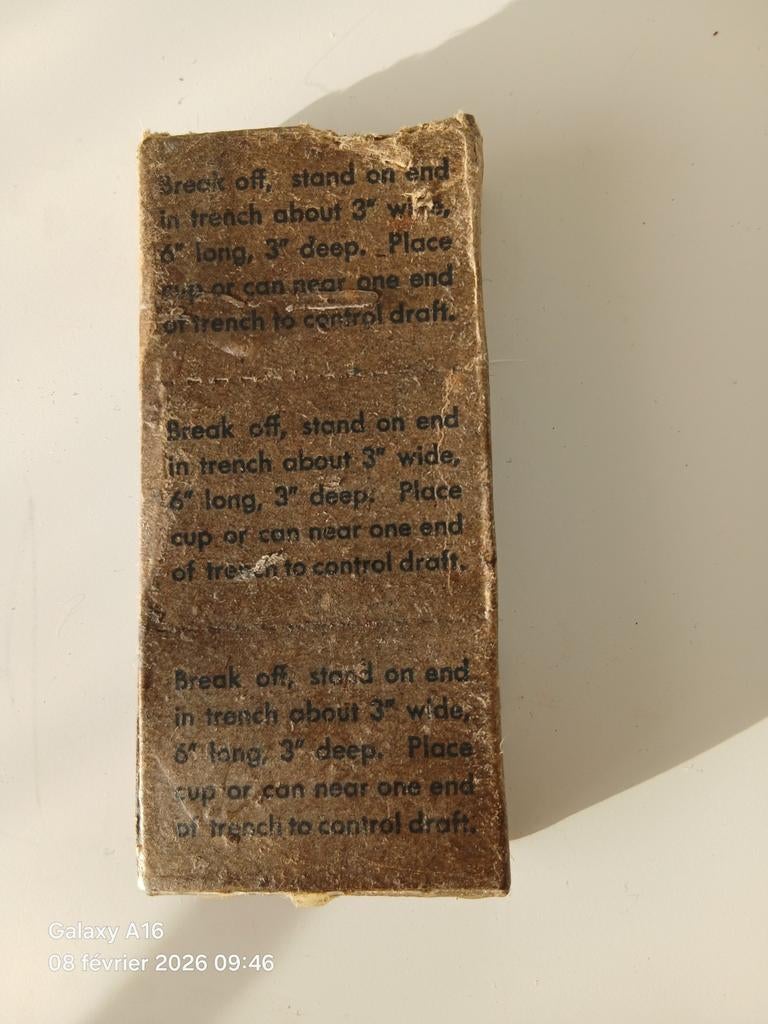 Break off, stand on end
in trench about 3" wide,
6" long, 3" deep. Place
cup or can near one end
of trench to control draft.
Break off, stand on end
in trench about 3" wide,
6" long, 3" deep. Place
cup or can near one end
of trench to control draft.
Break off, stand on end
in trench about 3" wide,
6" long, 3" deep. Place
cup or can near one end
of trench to control draft.
Galaxy A16
08 février 2026 09:46